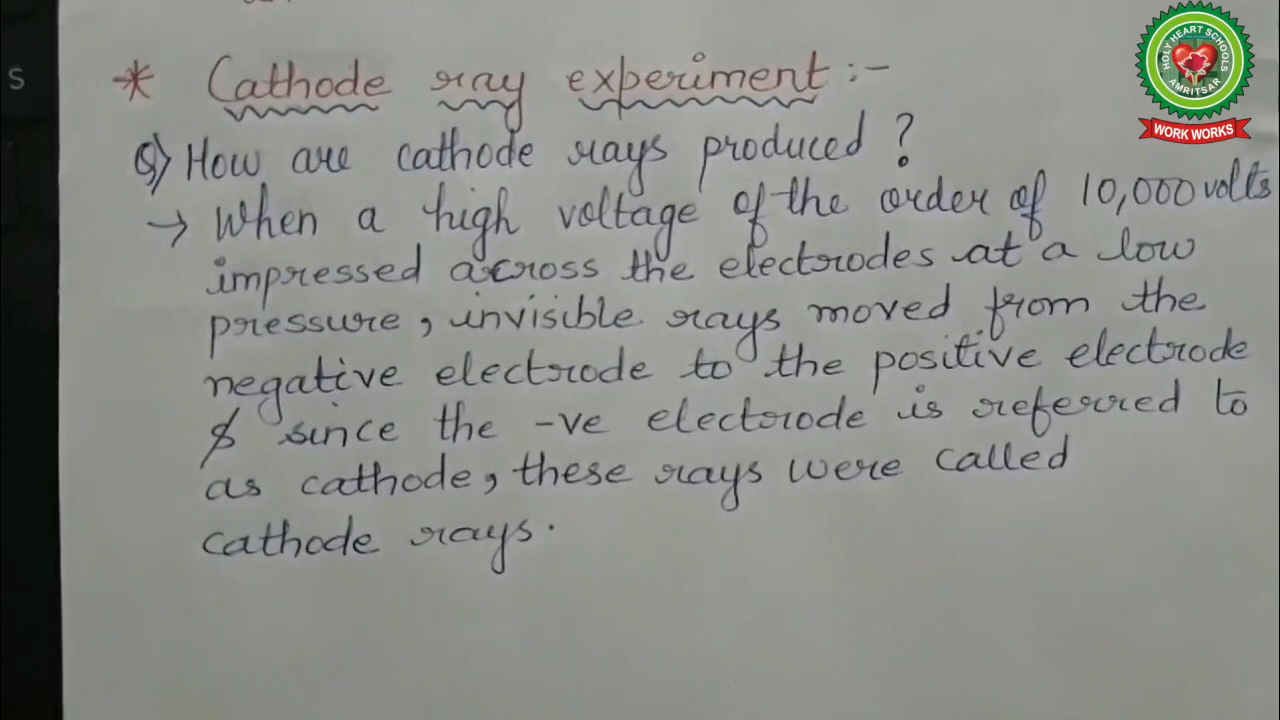 * Cathode ray experiment :-
Q) How are cathode rays produced ?
→ When a high voltage of the order of 10,000 volts
impressed across the electrodes at a low
pressure, invisible rays moved from the
negative electrode to the positive electrode
& since the -ve electrode is referred to
as cathode, these rays were called
cathode rays.
S
HOLY HEART SCHOOLS
AMRITSAR
WORK WORKS